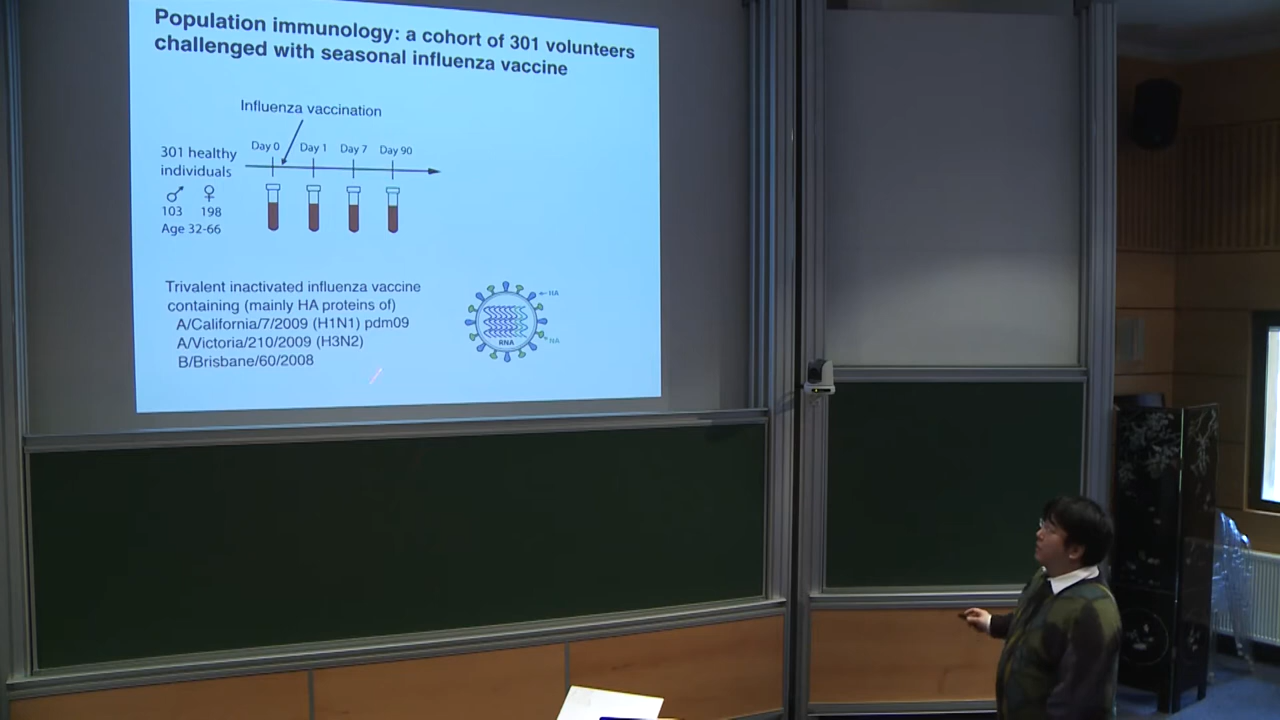 Population immunology: a cohort of 301 volunteers
challenged with seasonal influenza vaccine
Influenza vaccination
Day 0 Day 1 Day 7 Day 90
301 healthy
individuals
♂ ♀
103 198
Age 32-66
Trivalent inactivated influenza vaccine
containing (mainly HA proteins of)
A/California/7/2009 (H1N1) pdm09
A/Victoria/210/2009 (H3N2)
B/Brisbane/60/2008
HA
RNA
NA